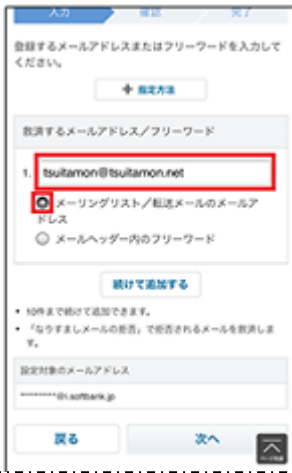 入力 確認 完了
登録するメールアドレスまたはフリーワードを入力して
ください。
+ 指定方法
救済するメールアドレス／フリーワード
1. tsuitamon@tsuitamon.net
メーリングリスト／転送メールのメールア
ドレス
メールヘッダー内のフリーワード
続けて追加する
• 10件まで続けて追加できます。
• 「なりすましメールの拒否」で拒否されるメールを救済しま
す。
設定対象のメールアドレス
********@i.softbank.jp
戻る 次へ